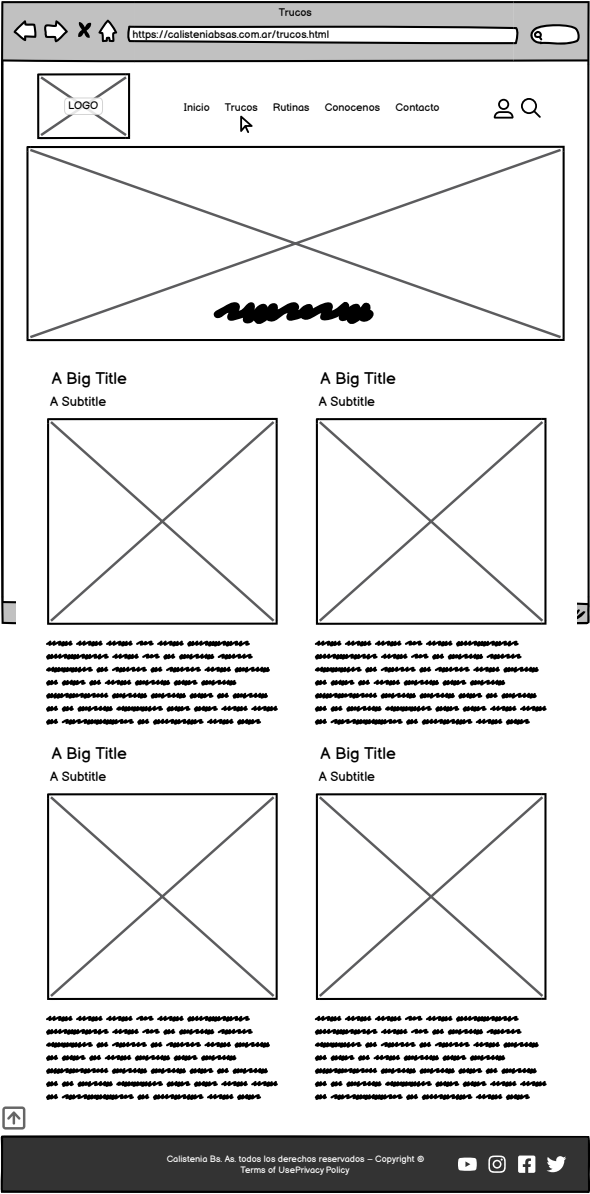 Trucos
https://calisteniabsas.com.ar/trucos.html
LOGO
Inicio Trucos Rutinas Conocenos Contacto
A Big Title
A Subtitle
A Big Title
A Subtitle
A Big Title
A Subtitle
A Big Title
A Subtitle
Calistenia Bs. As. todos los derechos reservados – Copyright ©
Terms of UsePrivacy Policy